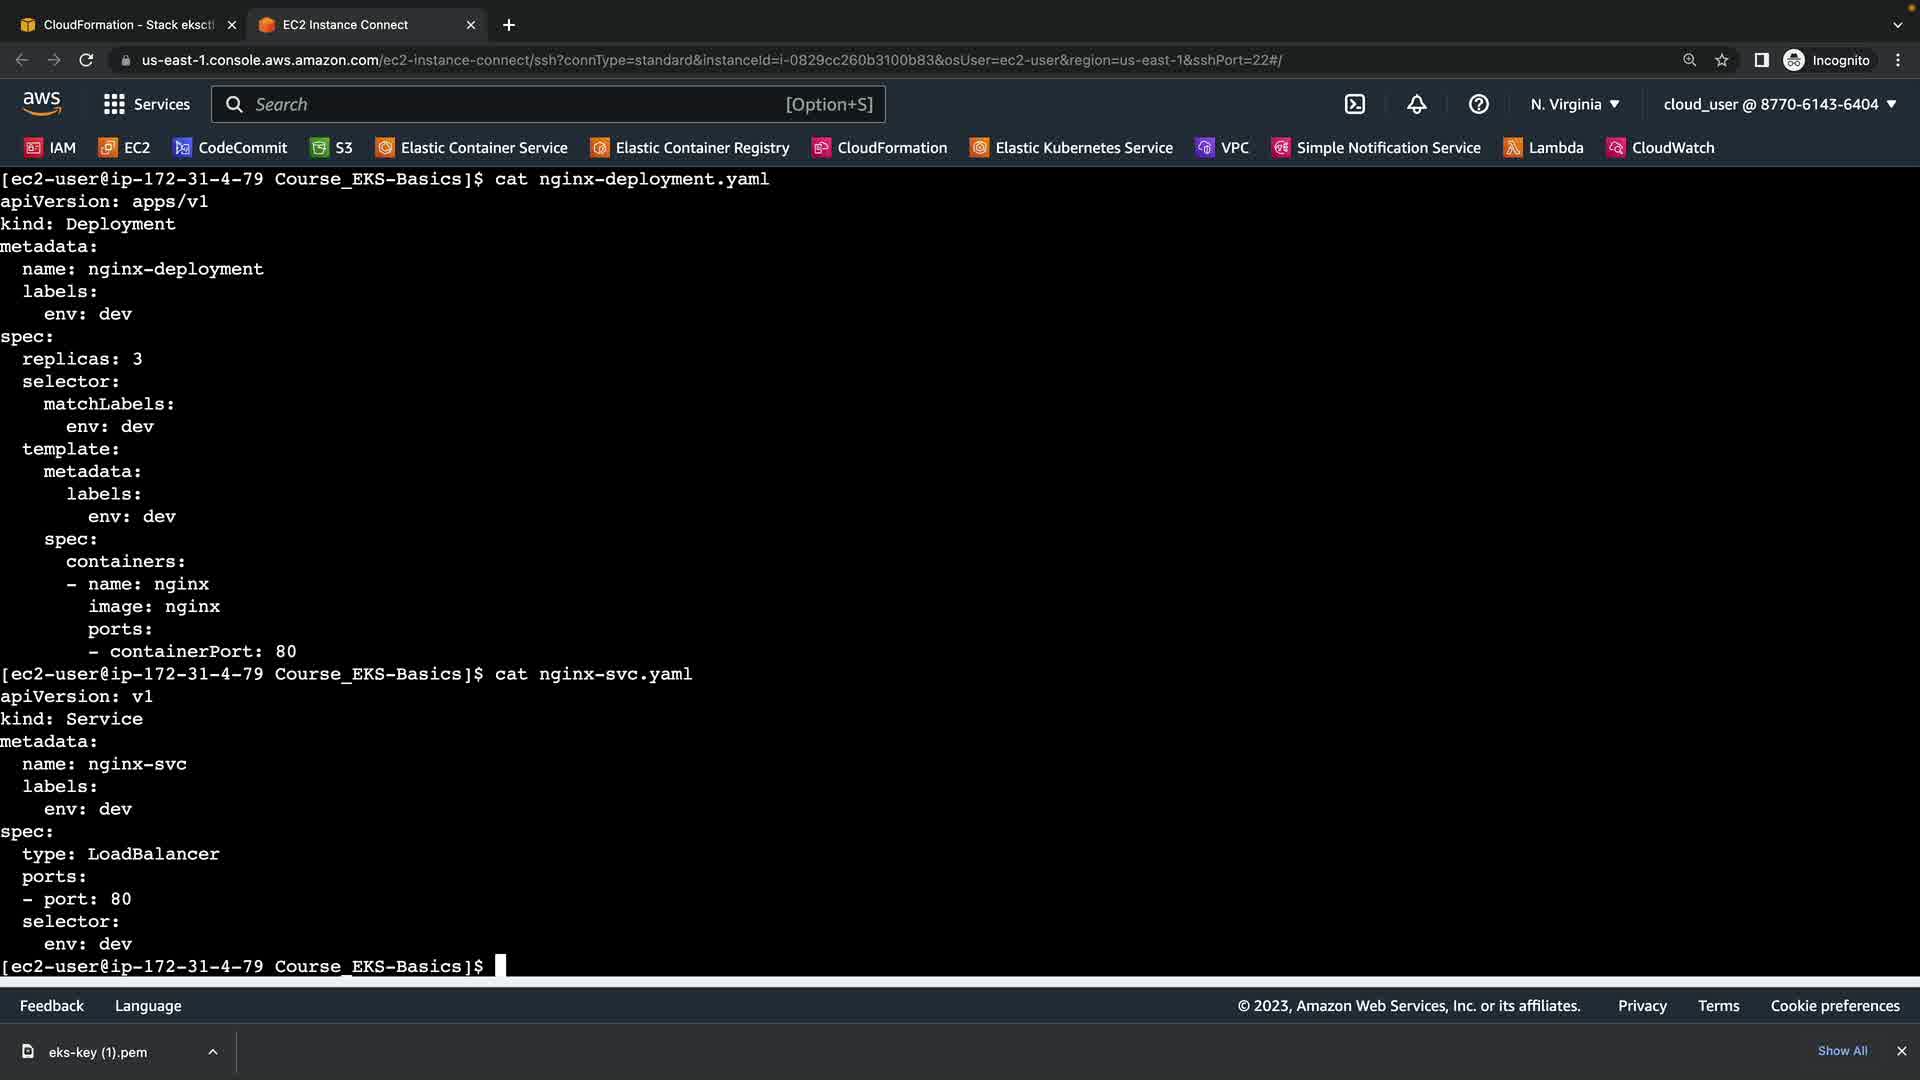 CloudFormation - Stack eksctl
EC2 Instance Connect
us-east-1.console.aws.amazon.com/ec2-instance-connect/ssh?connType=standard&instanceId=i-0829cc260b3100b83&osUser=ec2-user&region=us-east-1&sshPort=22#/
Incognito
aws
Services
Search
[Option+S]
N. Virginia
cloud_user @ 8770-6143-6404
IAM
EC2
CodeCommit
S3
Elastic Container Service
Elastic Container Registry
CloudFormation
Elastic Kubernetes Service
VPC
Simple Notification Service
Lambda
CloudWatch
[ec2-user@ip-172-31-4-79 Course_EKS-Basics]$ cat nginx-deployment.yaml
apiVersion: apps/v1
kind: Deployment
metadata:
  name: nginx-deployment
  labels:
    env: dev
spec:
  replicas: 3
  selector:
    matchLabels:
      env: dev
  template:
    metadata:
      labels:
        env: dev
    spec:
      containers:
      - name: nginx
        image: nginx
        ports:
        - containerPort: 80
[ec2-user@ip-172-31-4-79 Course_EKS-Basics]$ cat nginx-svc.yaml
apiVersion: v1
kind: Service
metadata:
  name: nginx-svc
  labels:
    env: dev
spec:
  type: LoadBalancer
  ports:
  - port: 80
  selector:
    env: dev
[ec2-user@ip-172-31-4-79 Course_EKS-Basics]$
Feedback
Language
© 2023, Amazon Web Services, Inc. or its affiliates.
Privacy
Terms
Cookie preferences
eks-key (1).pem
Show All